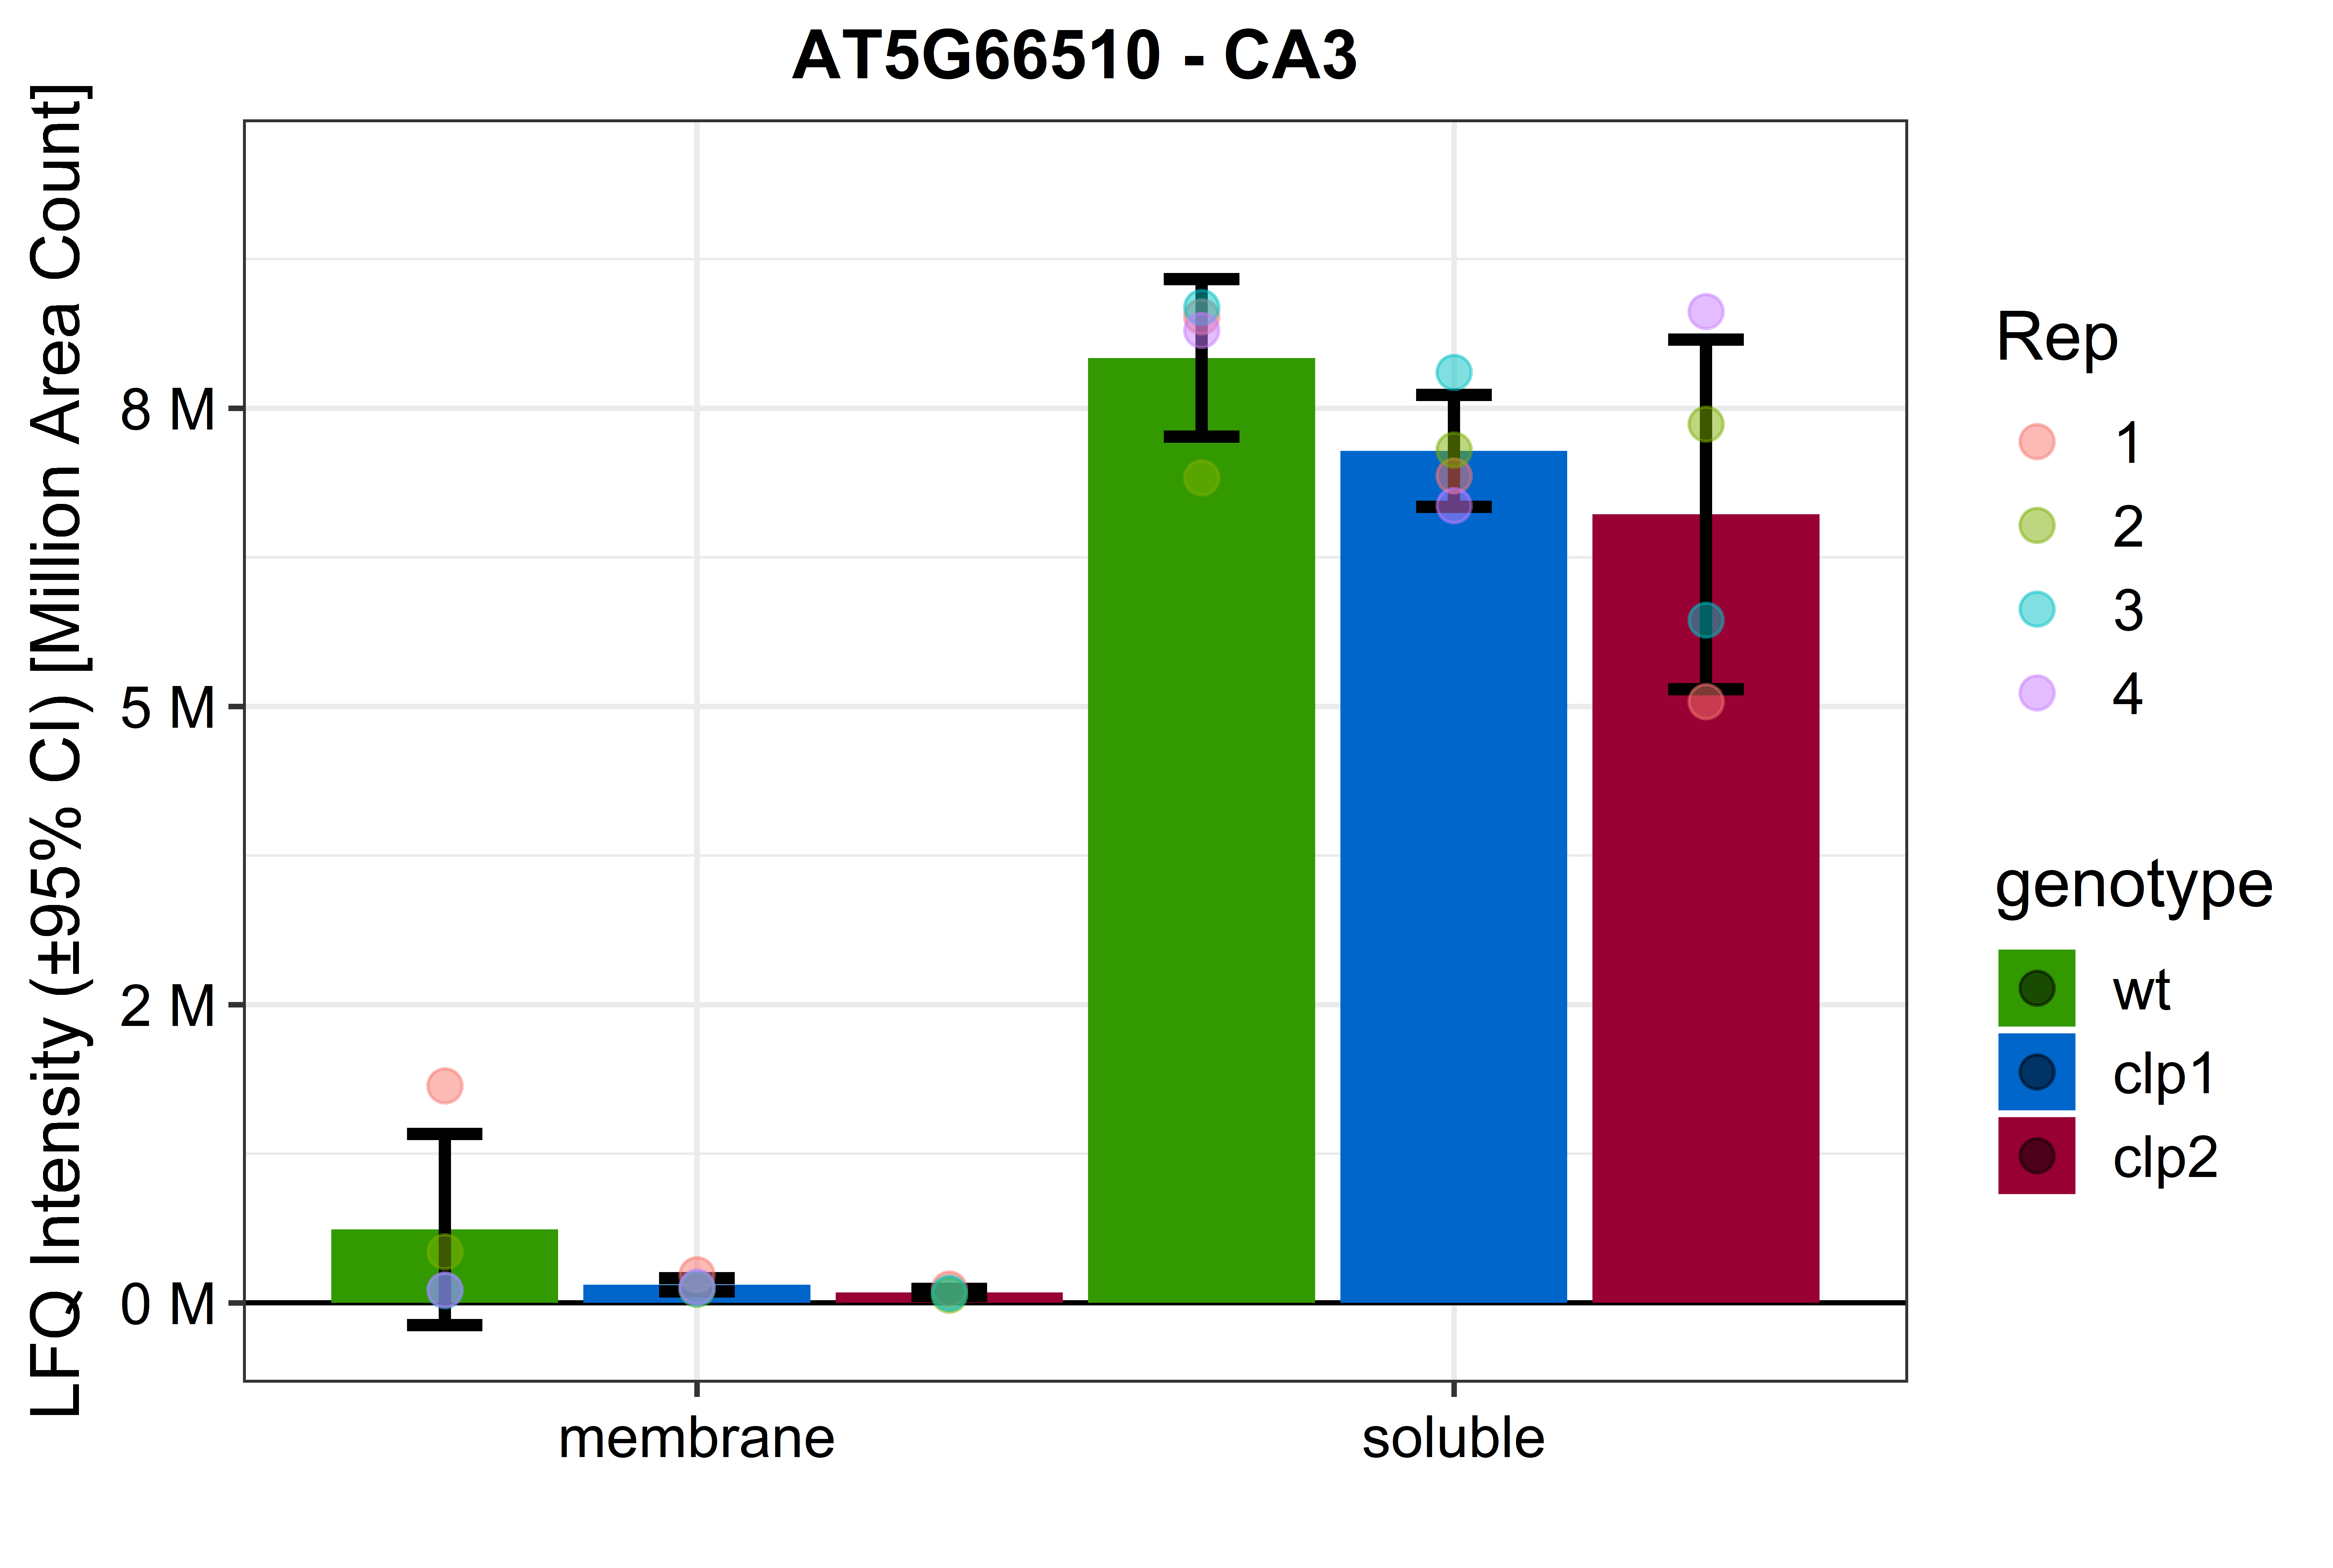 AT5G66510 - CA3
LFQ Intensity (±95% CI) [Million Area Count]
8 M
5 M
2 M
0 M
membrane
soluble
Rep
1
2
3
4
genotype
wt
clp1
clp2